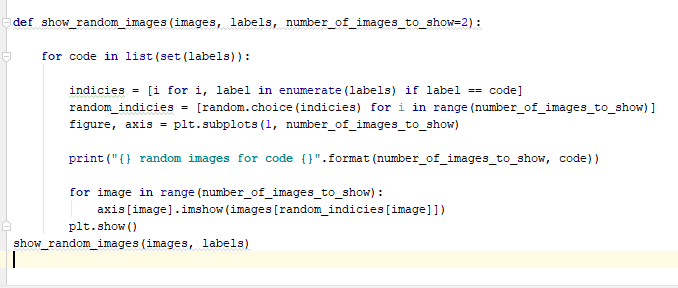 def show_random_images(images, labels, number_of_images_to_show=2):
for code in list(set(labels)):
indicies = [i for i, label in enumerate(labels) if label == code]
random_indicies = [random.choice(indicies) for i in range(number_of_images_to_show)]
figure, axis = plt.subplots(1, number_of_images_to_show)
print("{} random images for code {}".format(number_of_images_to_show, code))
for image in range(number_of_images_to_show):
axis[image].imshow(images[random_indicies[image]])
plt.show()
show_random_images(images, labels)